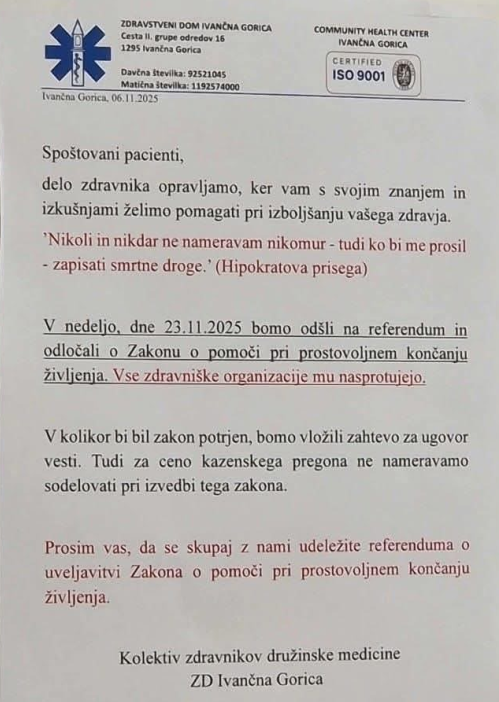 ZDRAVSTVENI DOM IVANČNA GORICA
Cesta II. grupe odredov 16
1295 Ivančna Gorica
Davčna številka: 92521045
Matična številka: 1192574000
COMMUNITY HEALTH CENTER
IVANČNA GORICA
CERTIFIED
ISO 9001
Ivančna Gorica, 06.11.2025
Spoštovani pacienti,
delo zdravnika opravljamo, ker vam s svojim znanjem in
izkušnjami želimo pomagati pri izboljšanju vašega zdravja.
'Nikoli in nikdar ne nameravam nikomur - tudi ko bi me prosil
- zapisati smrtne droge.' (Hipokratova prisega)
V nedeljo, dne 23.11.2025 bomo odšli na referendum in
odločali o Zakonu o pomoči pri prostovoljnem končanju
življenja. Vse zdravniške organizacije mu nasprotujejo.
V kolikor bi bil zakon potrjen, bomo vložili zahtevo za ugovor
vesti. Tudi za ceno kazenskega pregona ne nameravamo
sodelovati pri izvedbi tega zakona.
Prosim vas, da se skupaj z nami udeležite referenduma o
uveljavitvi Zakona o pomoči pri prostovoljnem končanju
življenja.
Kolektiv zdravnikov družinske medicine
ZD Ivančna Gorica